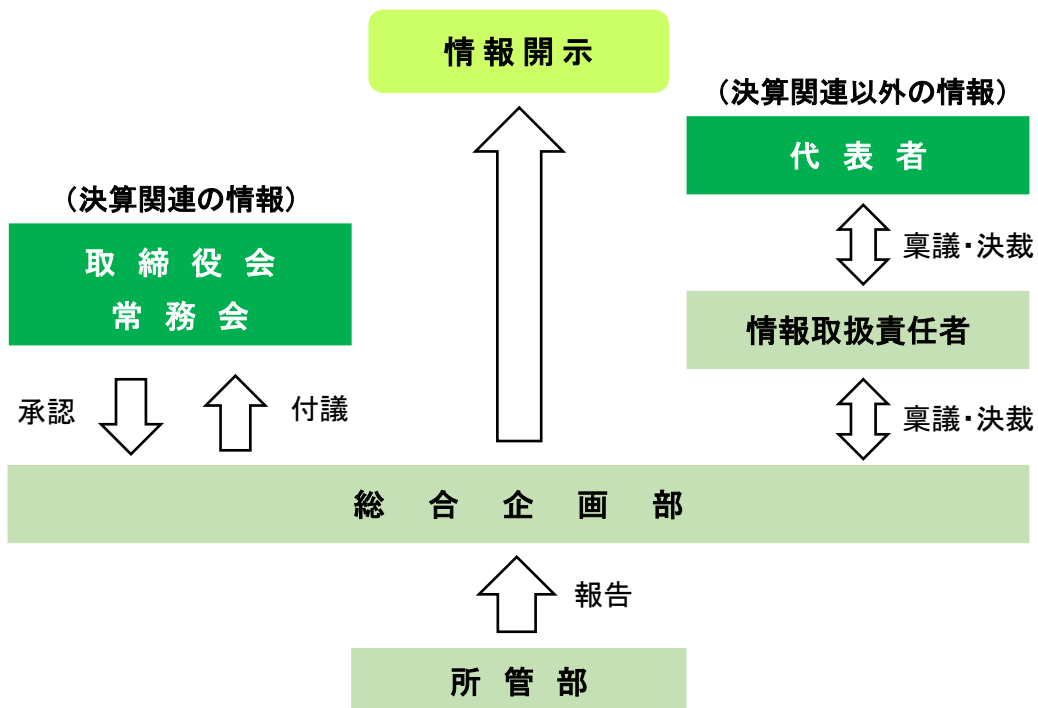 情報開示
（決算関連以外の情報）
代表者
（決算関連の情報）
取締役会
常務会
稟議・決裁
情報取扱責任者
承認
付議
稟議・決裁
総合企画部
報告
所管部